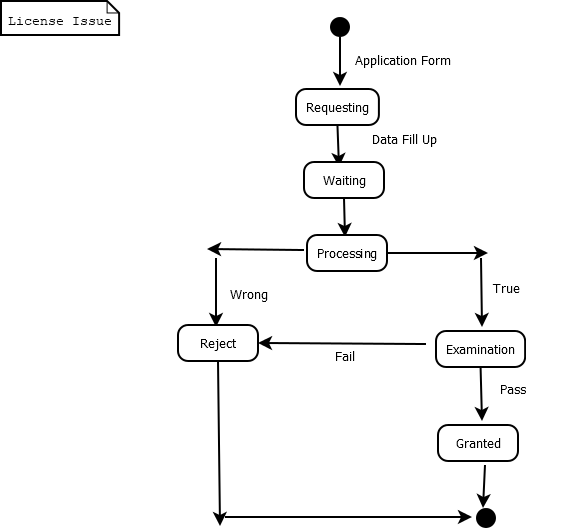 License Issue
Application Form
Requesting
Data Fill Up
Waiting
Processing
Wrong
True
Reject
Fail
Examination
Pass
Granted